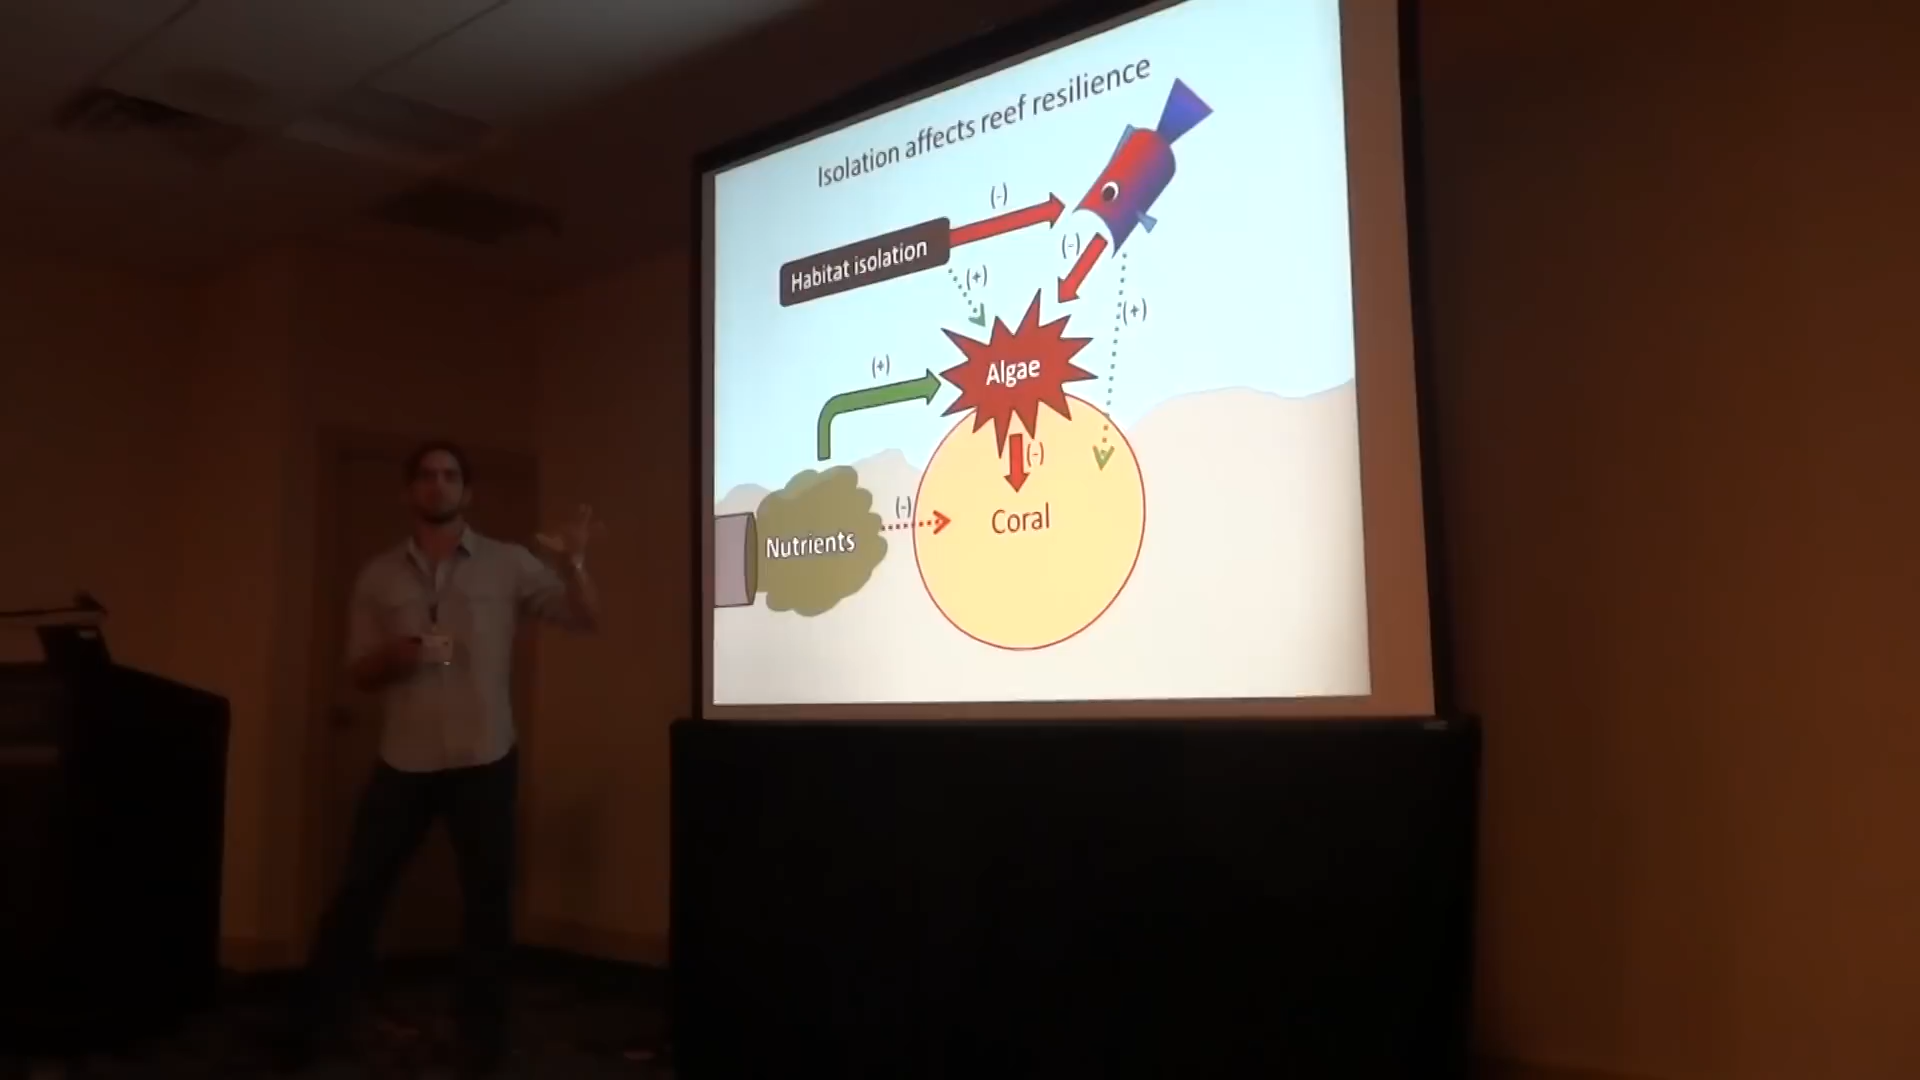 Isolation affects reef resilience
(-)
Habitat isolation
(-)
(+)
(+)
(+)
Algae
(-)
(-)
Coral
Nutrients